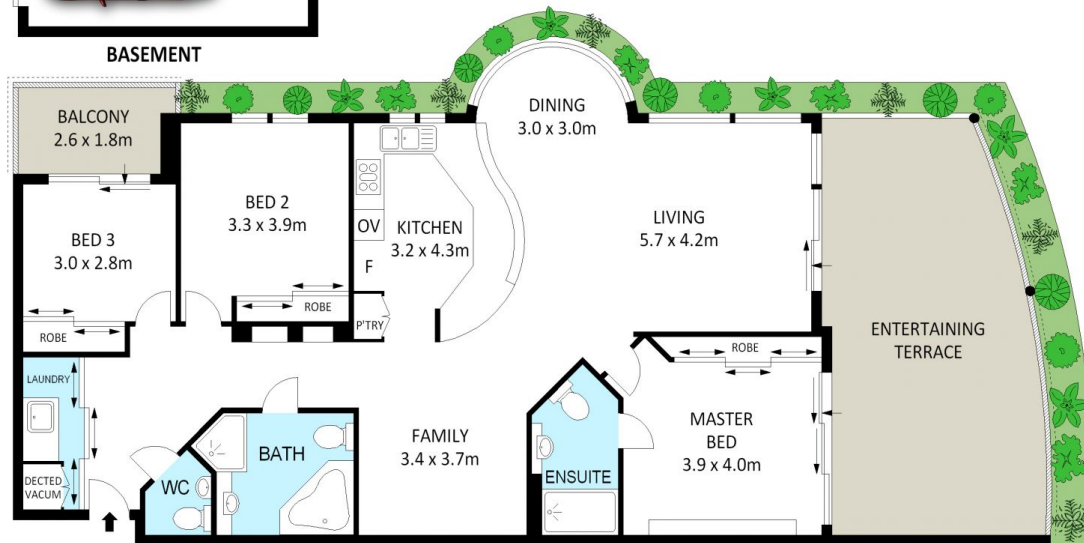 BASEMENT
BALCONY
2.6 x 1.8m
DINING
3.0 x 3.0m
BED 2
3.3 x 3.9m
BED 3
3.0 x 2.8m
OV
F
KITCHEN
3.2 x 4.3m
LIVING
5.7 x 4.2m
ROBE
ROBE
P'TRY
ENTERTAINING
TERRACE
ROBE
LAUNDRY
DECTED
VACUM
WC
BATH
FAMILY
3.4 x 3.7m
ENSUITE
MASTER
BED
3.9 x 4.0m